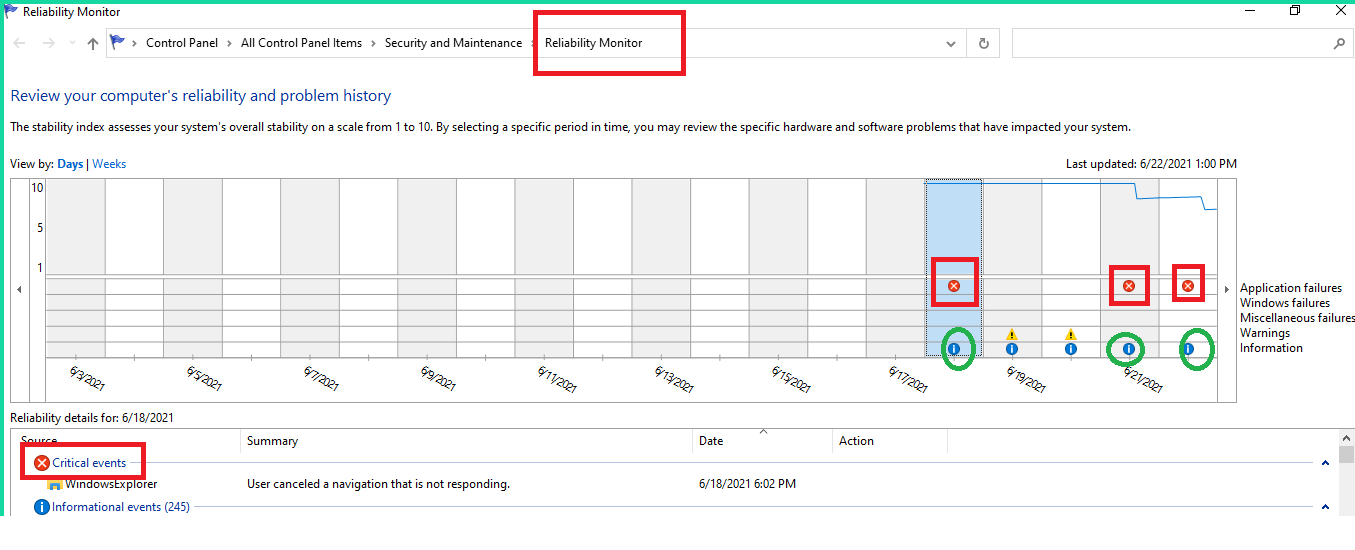 Reliability Monitor
Control Panel > All Control Panel Items > Security and Maintenance > Reliability Monitor
Review your computer's reliability and problem history
The stability index assesses your system's overall stability on a scale from 1 to 10. By selecting a specific period in time, you may review the specific hardware and software problems that have impacted your system.
View by: Days | Weeks
Last updated: 6/22/2021 1:00 PM
10
5
1
Application failures
Windows failures
Miscellaneous failures
Warnings
Information
6/3/2021
6/5/2021
6/7/2021
6/9/2021
6/11/2021
6/13/2021
6/15/2021
6/17/2021
6/19/2021
6/21/2021
Reliability details for: 6/18/2021
Source Summary Date Action
Critical events
WindowsExplorer User canceled a navigation that is not responding. 6/18/2021 6:02 PM
Informational events (245)